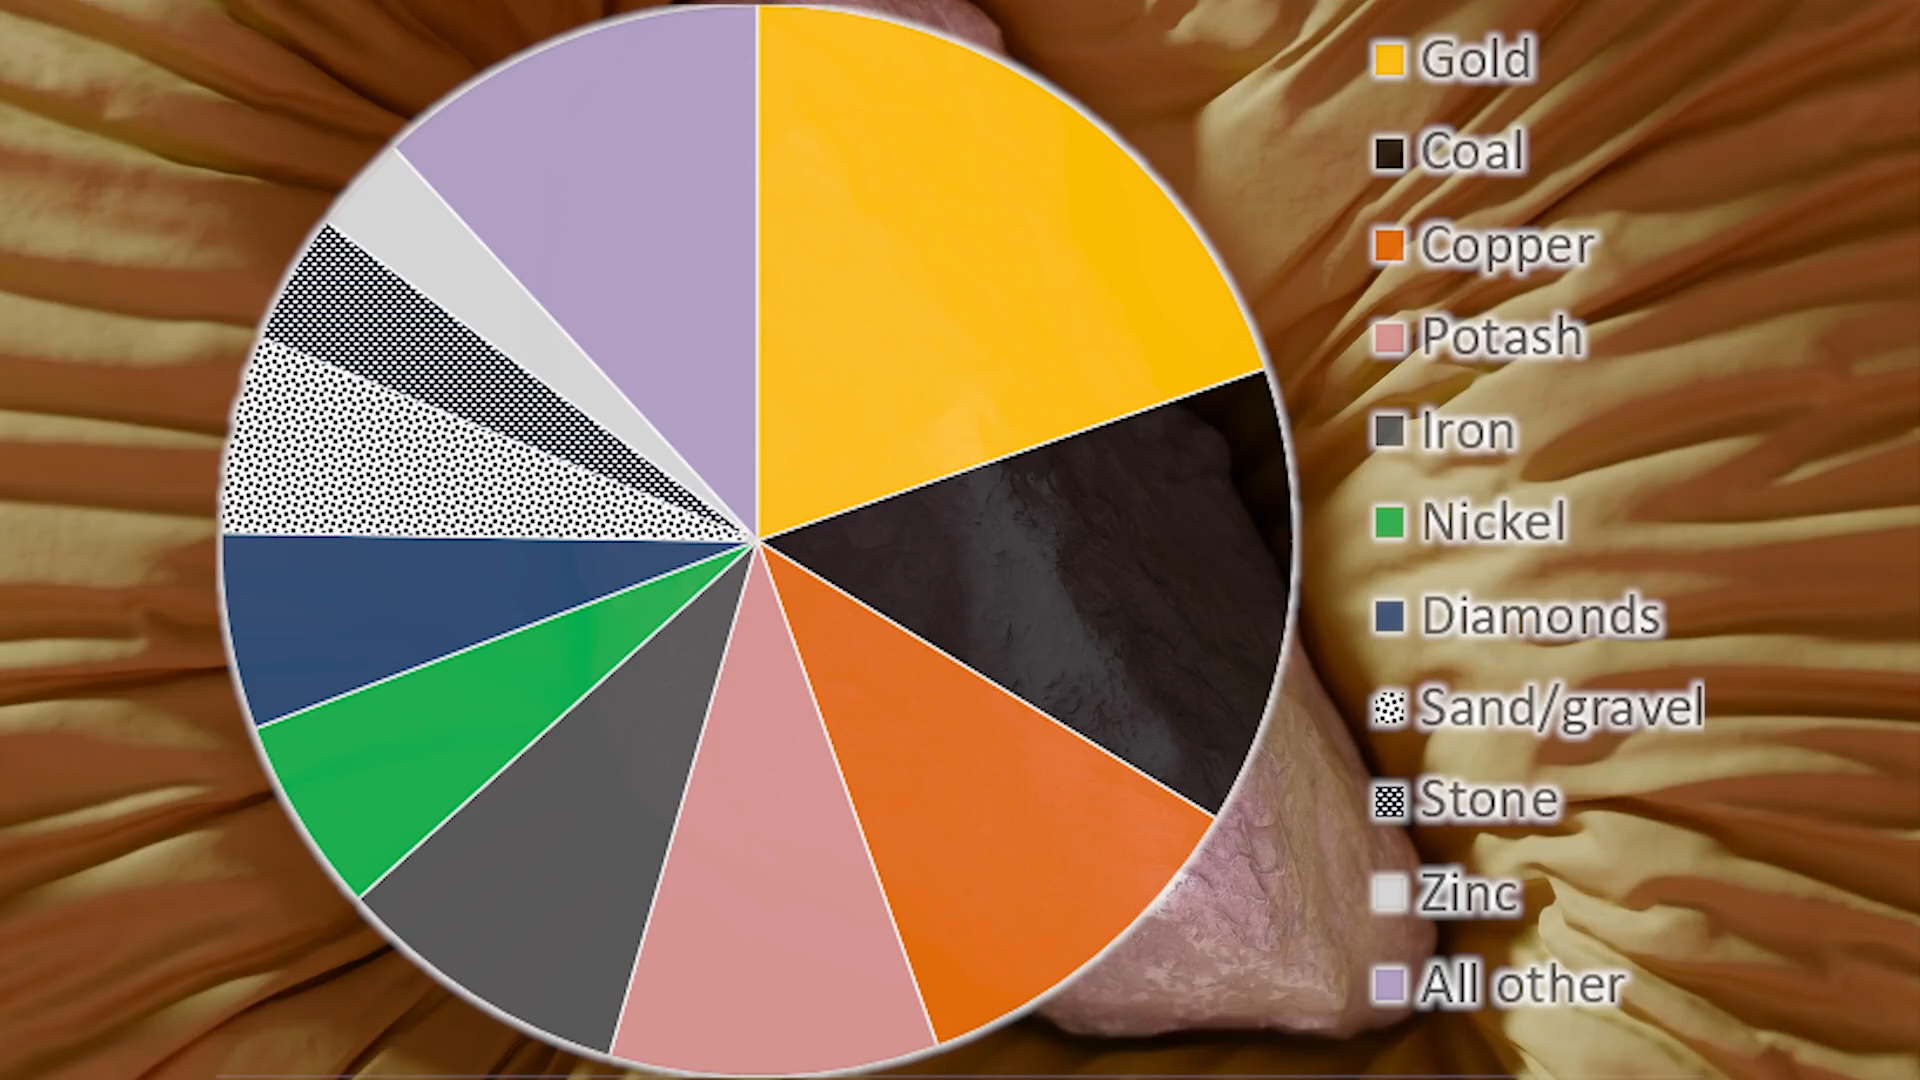 Gold
Coal
Copper
Potash
Iron
Nickel
Diamonds
Sand/gravel
Stone
Zinc
All other